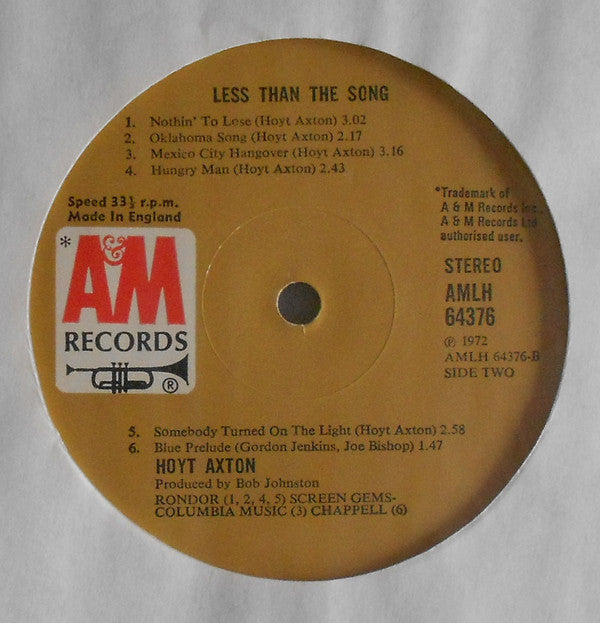 LESS THAN THE SONG
1. Nothin' To Lose (Hoyt Axton) 3.02
2. Oklahoma Song (Hoyt Axton) 2.17
3. Mexico City Hangover (Hoyt Axton) 3.16
4. Hungry Man (Hoyt Axton) 2.43
Speed 33⅓ r.p.m.
Made In England
*Trademark of
A & M Records Inc.,
A & M Records Ltd
authorised user.
*A&M
RECORDS
®
STEREO
AMLH
64376
℗ 1972
AMLH 64376-B
SIDE TWO
5. Somebody Turned On The Light (Hoyt Axton) 2.58
6. Blue Prelude (Gordon Jenkins, Joe Bishop) 1.47
HOYT AXTON
Produced by Bob Johnston
RONDOR (1, 2, 4, 5) SCREEN GEMS-
COLUMBIA MUSIC (3) CHAPPELL (6)